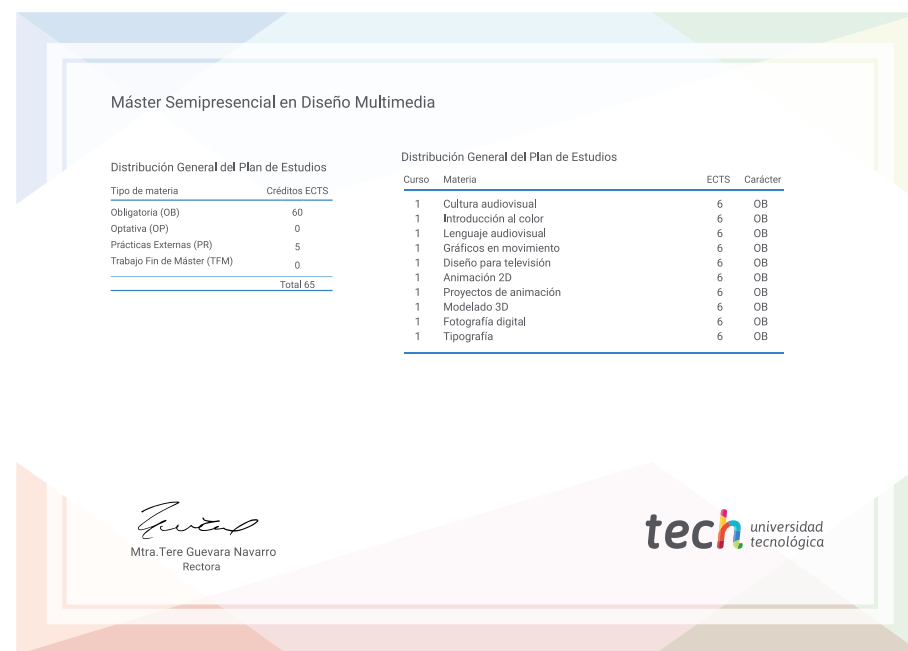 Máster Semipresencial en Diseño Multimedia
Distribución General del Plan de Estudios
Tipo de materia Créditos ECTS
Obligatoria (OB) 60
Optativa (OP) 0
Prácticas Externas (PR) 5
Trabajo Fin de Máster (TFM) 0
Total 65
Distribución General del Plan de Estudios
Curso Materia ECTS Carácter
1 Cultura audiovisual 6 OB
1 Introducción al color 6 OB
1 Lenguaje audiovisual 6 OB
1 Gráficos en movimiento 6 OB
1 Diseño para televisión 6 OB
1 Animación 2D 6 OB
1 Proyectos de animación 6 OB
1 Modelado 3D 6 OB
1 Fotografía digital 6 OB
1 Tipografía 6 OB
Mtra.Tere Guevara Navarro
Rectora
tech universidad
tecnológica